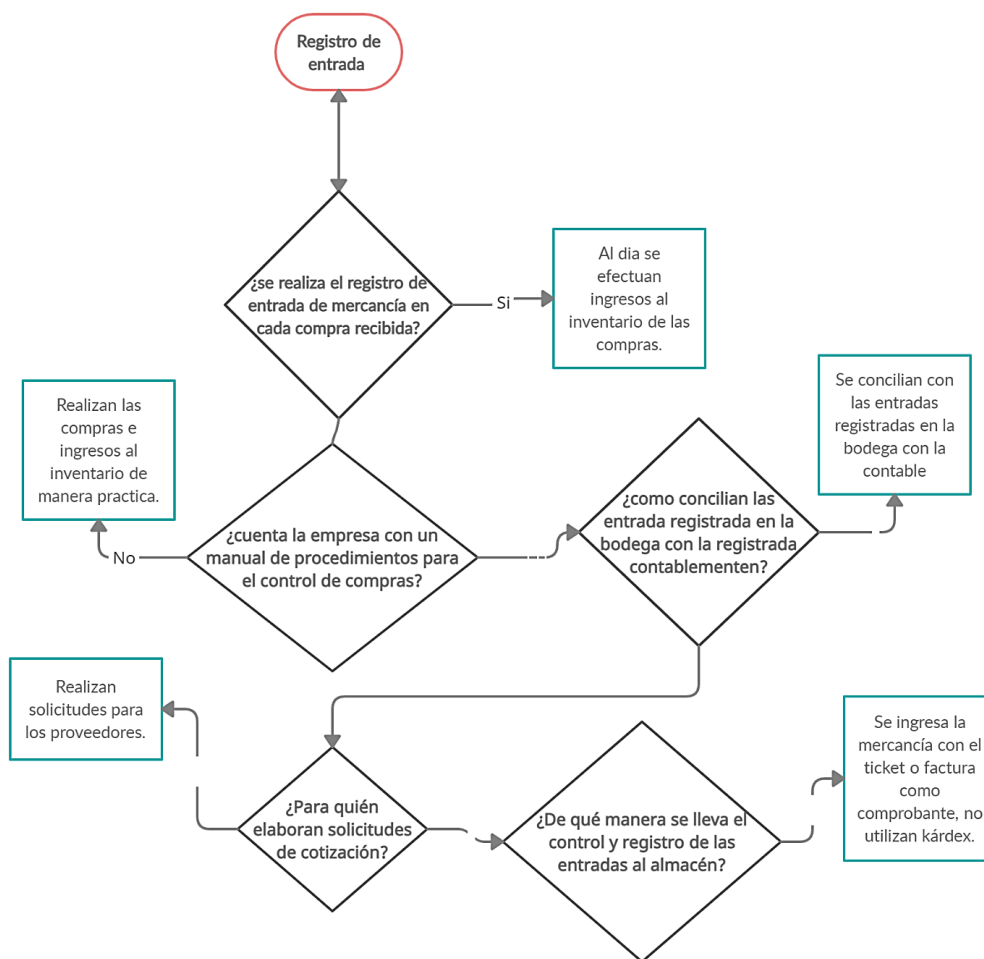 Registro de
entrada
¿se realiza el registro de
entrada de mercancía en
cada compra recibida?
Si
Al dia se
efectuan
ingresos al
inventario de las
compras.
Realizan las
compras e
ingresos al
inventario de
manera practica.
No
¿cuenta la empresa con un
manual de procedimientos para
el control de compras?
¿como concilian las
entrada registrada en la
bodega con la registrada
contablementen?
Se concilian con
las entradas
registradas en la
bodega con la
contable
Realizan
solicitudes para
los proveedores.
¿Para quién
elaboran solicitudes
de cotización?
¿De qué manera se lleva el
control y registro de las
entradas al almacén?
Se ingresa la
mercancía con el
ticket o factura
como
comprobante, no
utilizan kárdex.